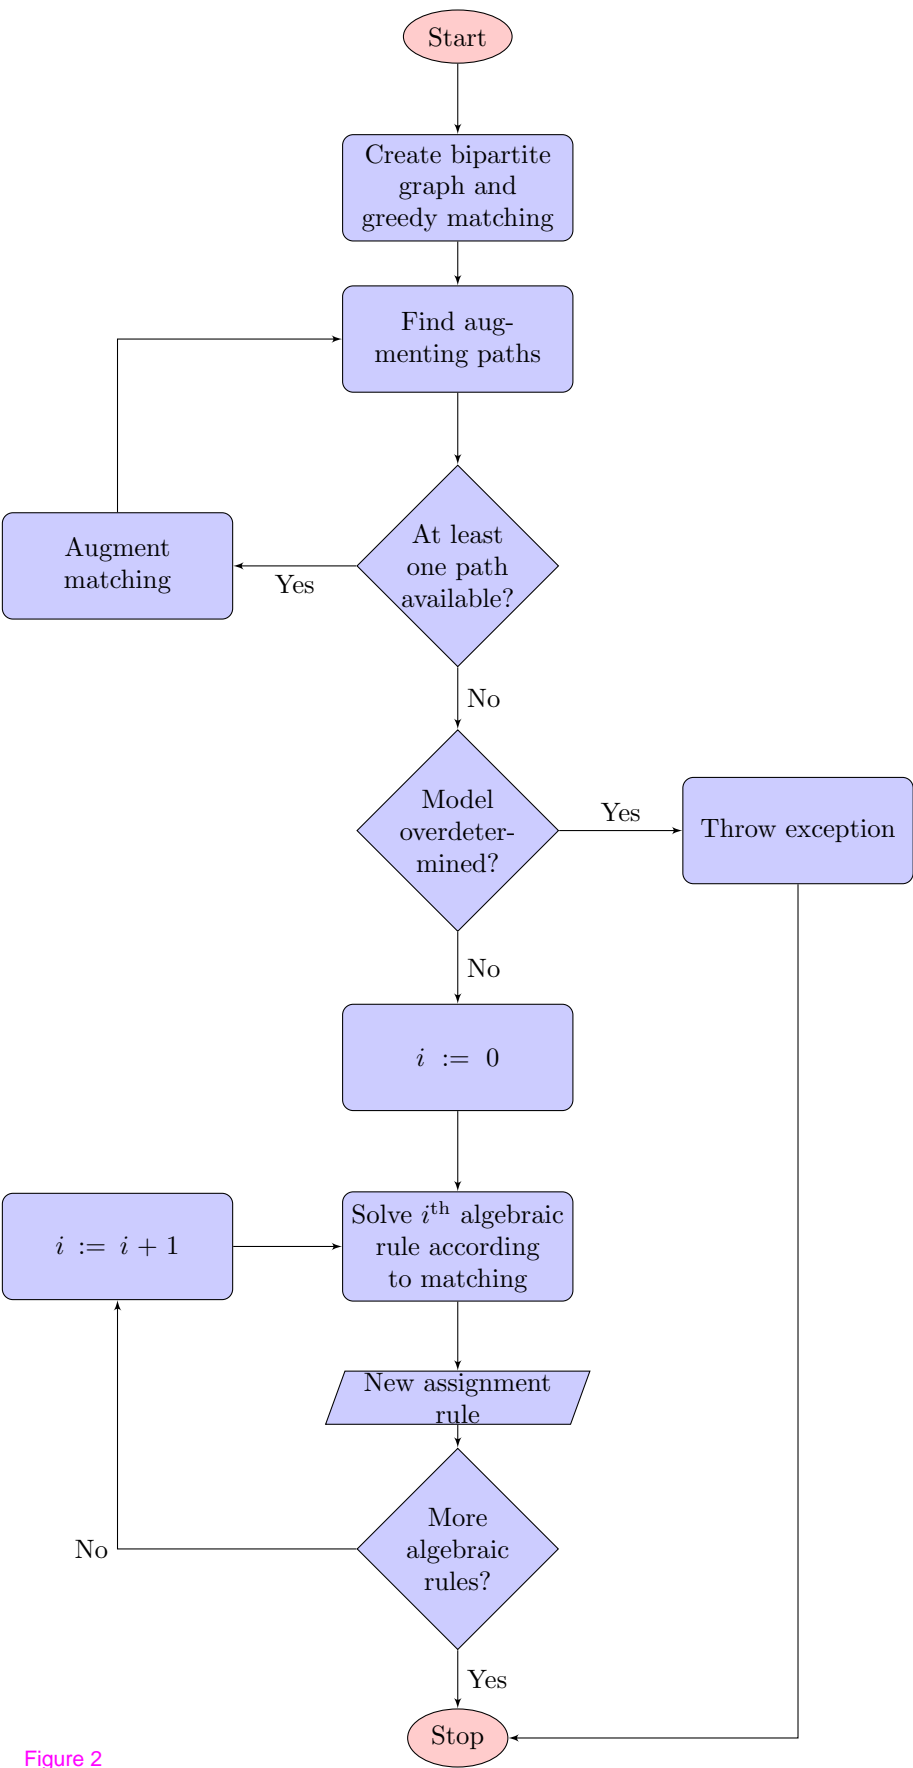 Start
Create bipartite
graph and
greedy matching
Find aug-
menting paths
At least
one path
available?
Yes
Augment
matching
No
Model
overdeter-
mined?
Yes
Throw exception
No
i := 0
Solve ith algebraic
rule according
to matching
i := i + 1
New assignment
rule
More
algebraic
rules?
No
Yes
Stop
Figure 2